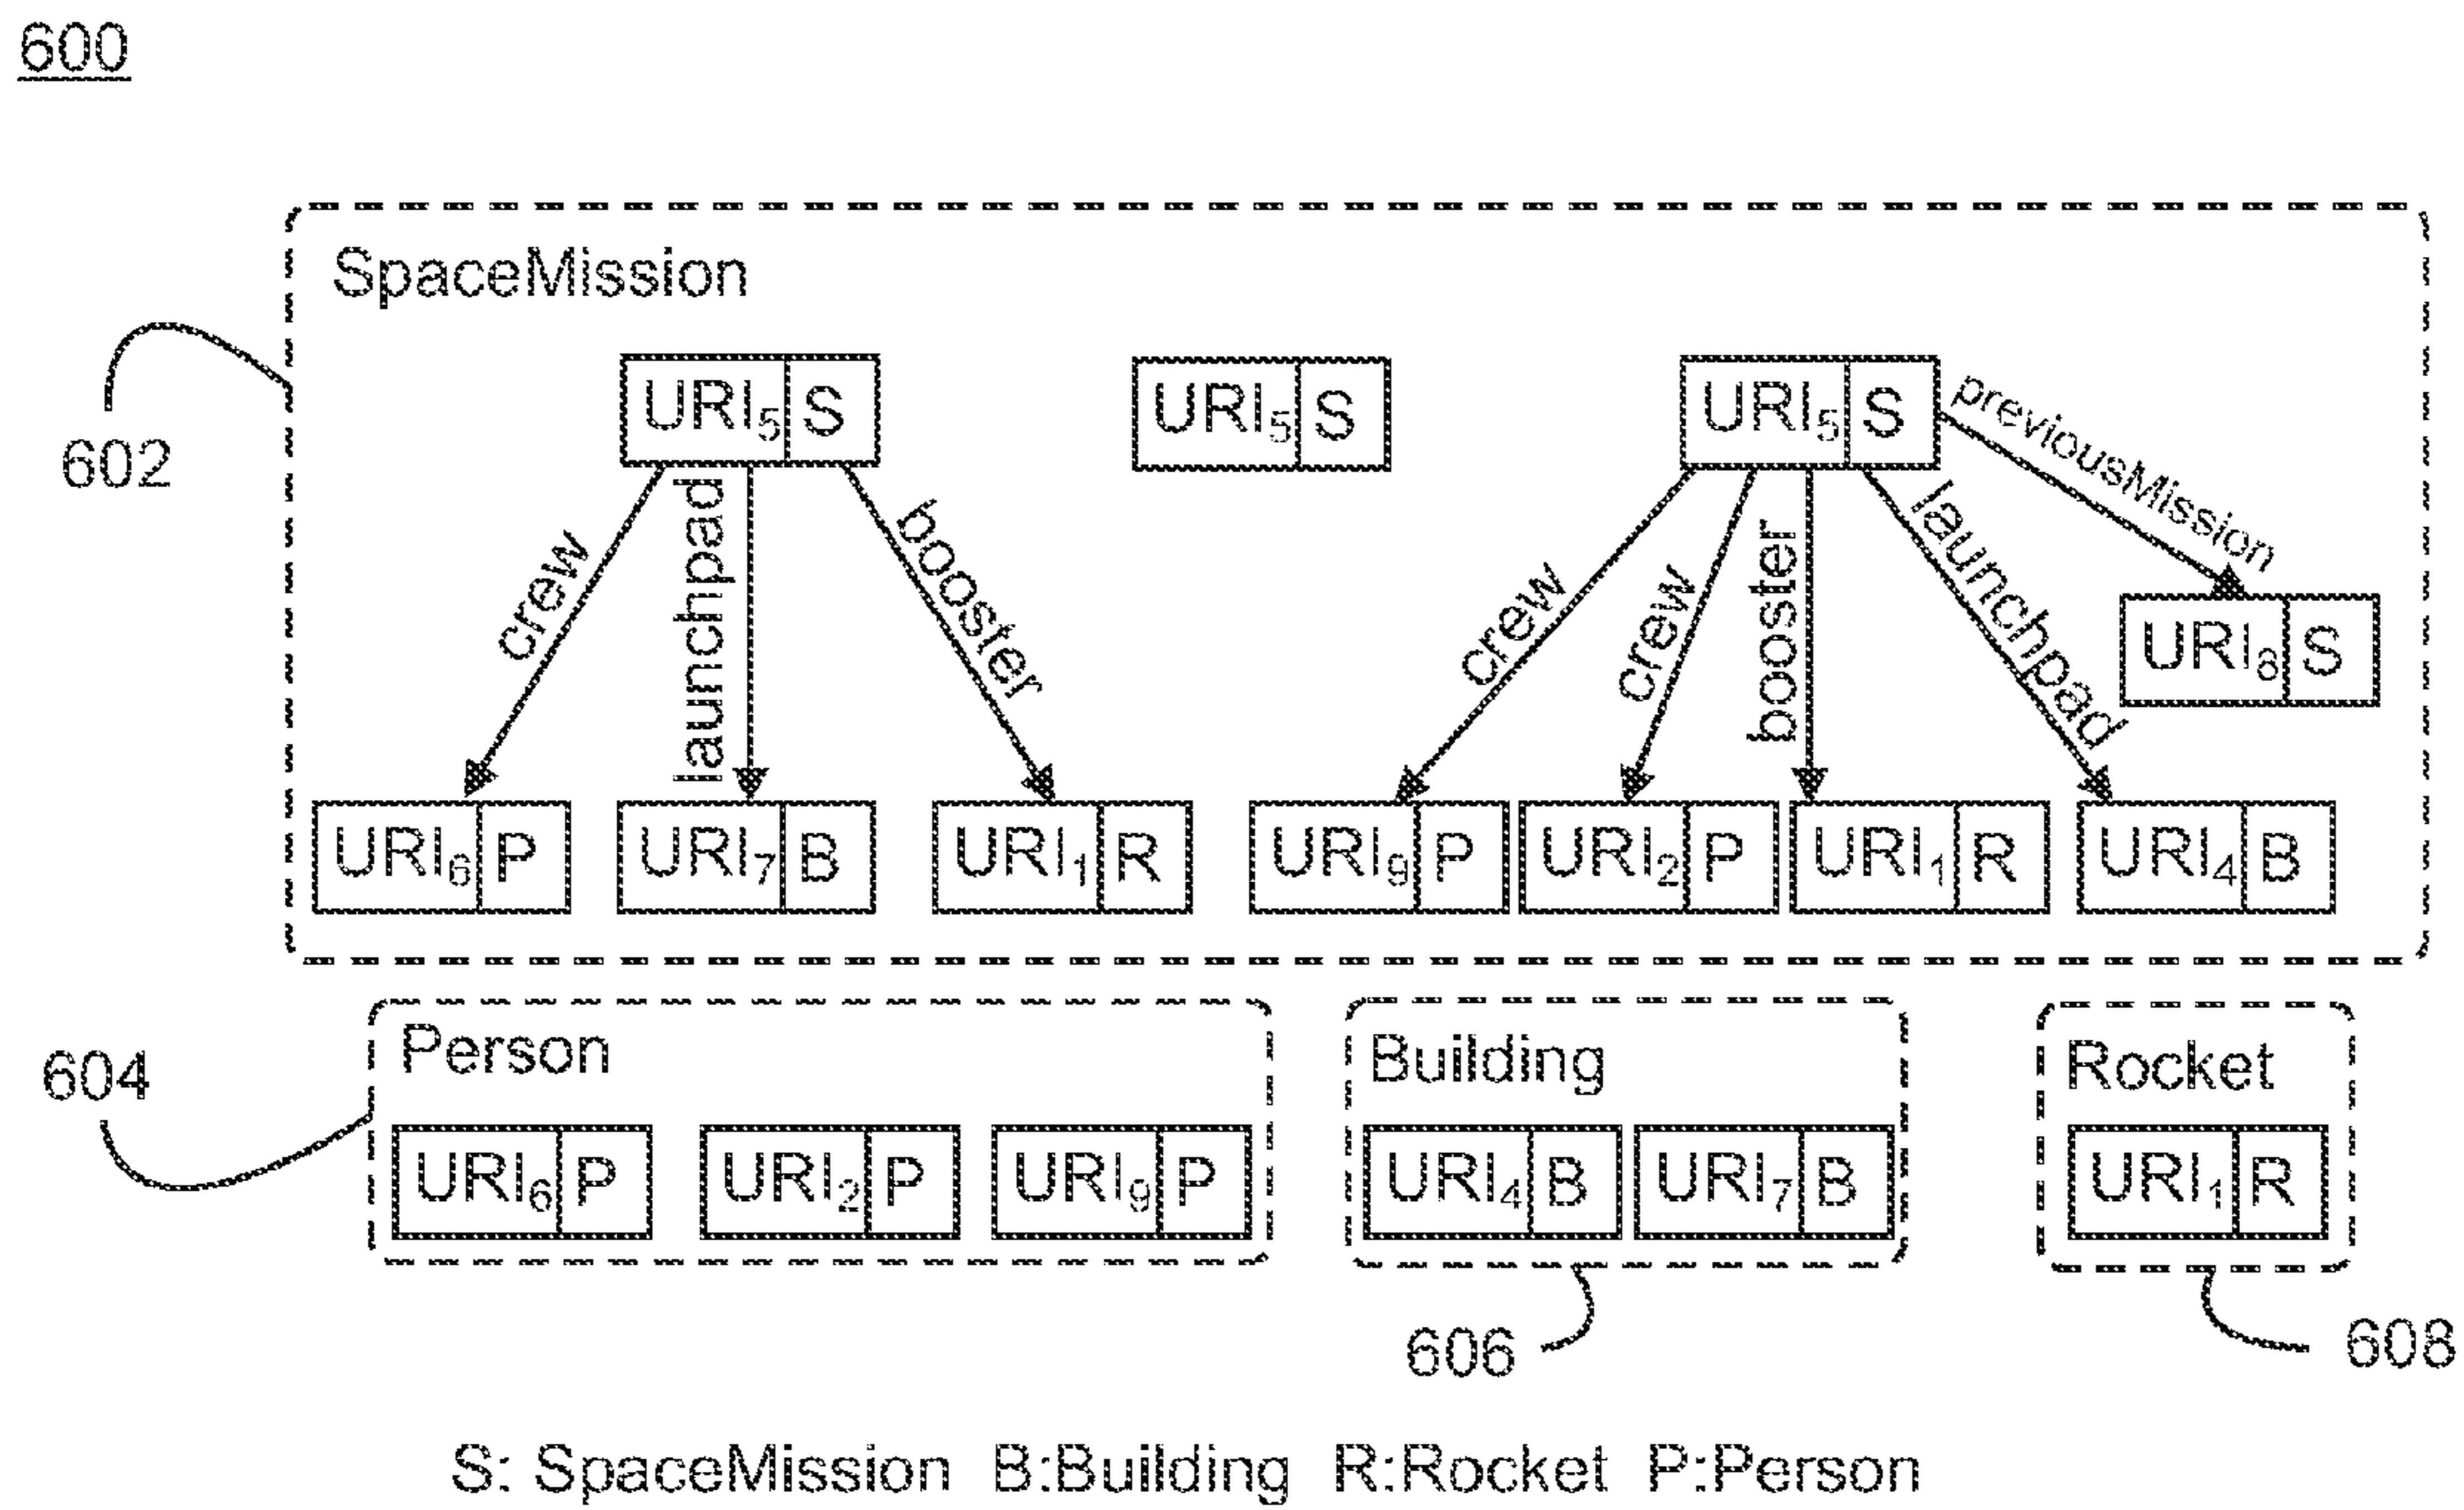 600
SpaceMission
URI5 S
URI5 S
URI5 S
previousMission
crew
launchpad
booster
crew
crew
booster
launchpad
URI8 S
URI6 P
URI7 B
URI1 R
URI9 P
URI2 P
URI1 R
URI4 B
602
Person
URI6 P
URI2 P
URI9 P
604
Building
URI4 B
URI7 B
606
Rocket
URI1 R
608
S: SpaceMission B:Building R:Rocket P:Person